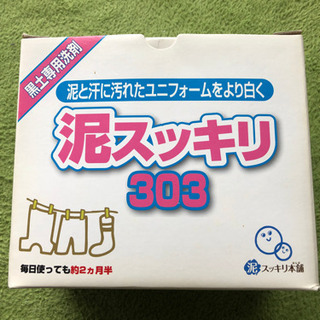 黒土専用洗剤
泥と汗に汚れたユニフォームをより白く
泥スッキリ
303
毎日使っても約2ヵ月半
泥スッキリ本舗